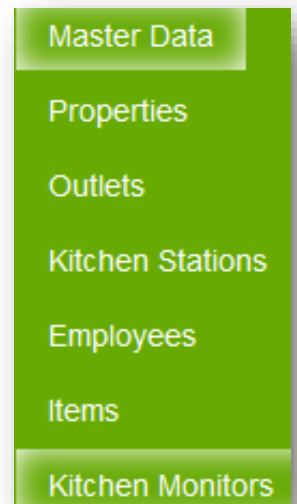 Master Data
Properties
Outlets
Kitchen Stations
Employees
Items
Kitchen Monitors